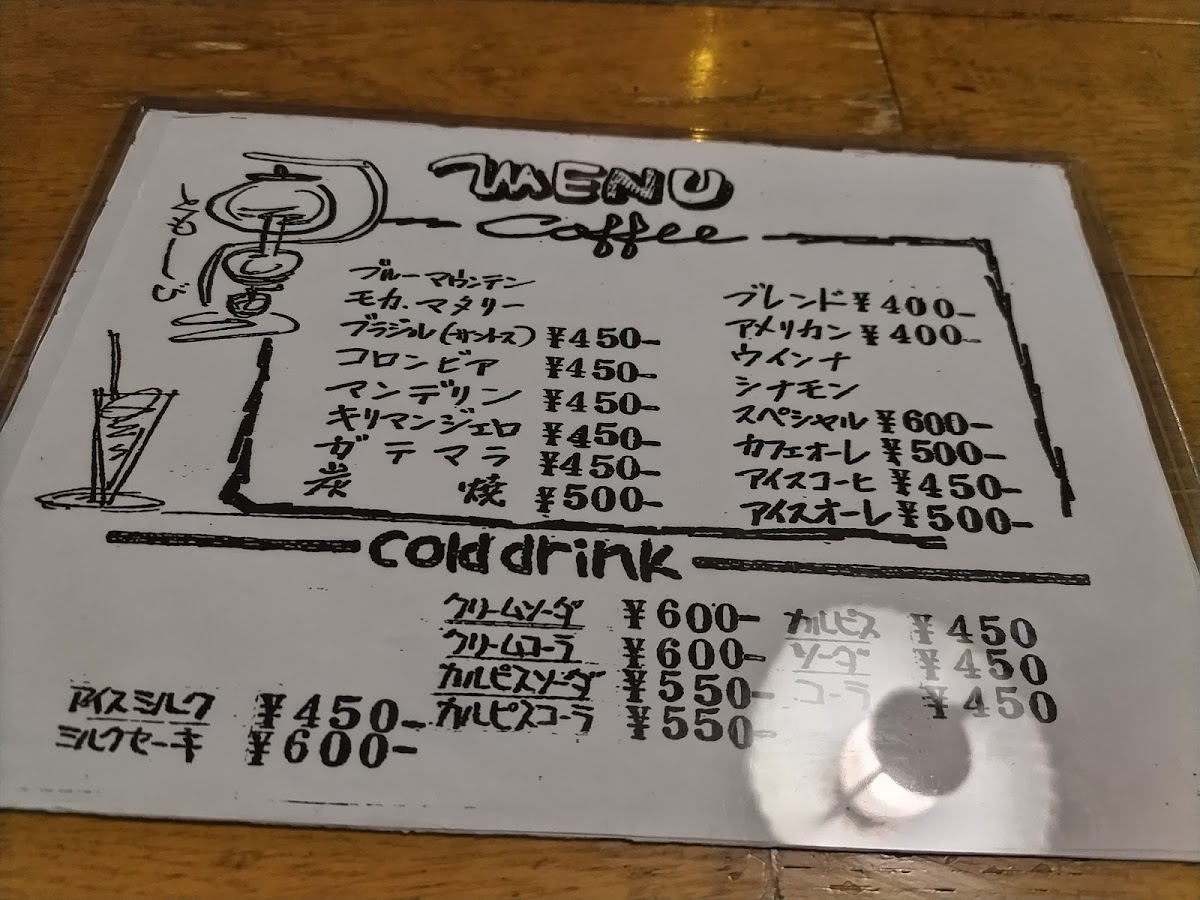 MENU
Coffee
ともーび
ブルーマウンテン
モカ.マタリー
ブラジル(サントス) ¥450-
コロンビア ¥450-
マンデリン ¥450-
キリマンジェロ ¥450-
ガテマラ ¥450-
炭焼 ¥500-
ブレンド ¥400-
アメリカン ¥400-
ウインナ
シナモン
スペシャル ¥600-
カフェオーレ ¥500-
アイスコーヒ ¥450-
アイスオーレ ¥500-
Cold drink
アイスミルク ¥450-
ミルクセーキ ¥600-
クリームソーダ ¥600-
クリームコーラ ¥600-
カルピスソーダ ¥550-
カルピスコーラ ¥550-
カルピス ¥450
ソーダ ¥450
コーラ ¥450